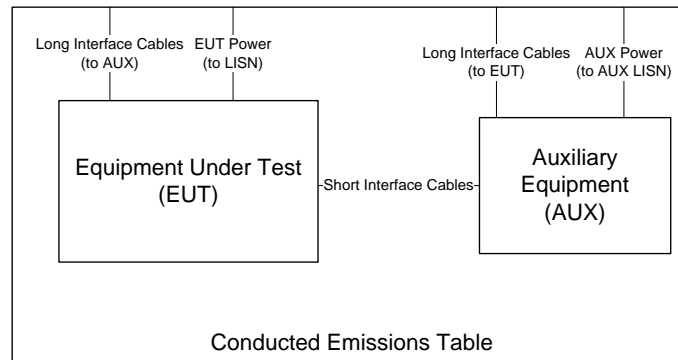 Long Interface Cables
(to AUX)
EUT Power
(to LISN)
Long Interface Cables
(to EUT)
AUX Power
(to AUX LISN)
Equipment Under Test
(EUT)
Short Interface Cables
Auxiliary
Equipment
(AUX)
Conducted Emissions Table